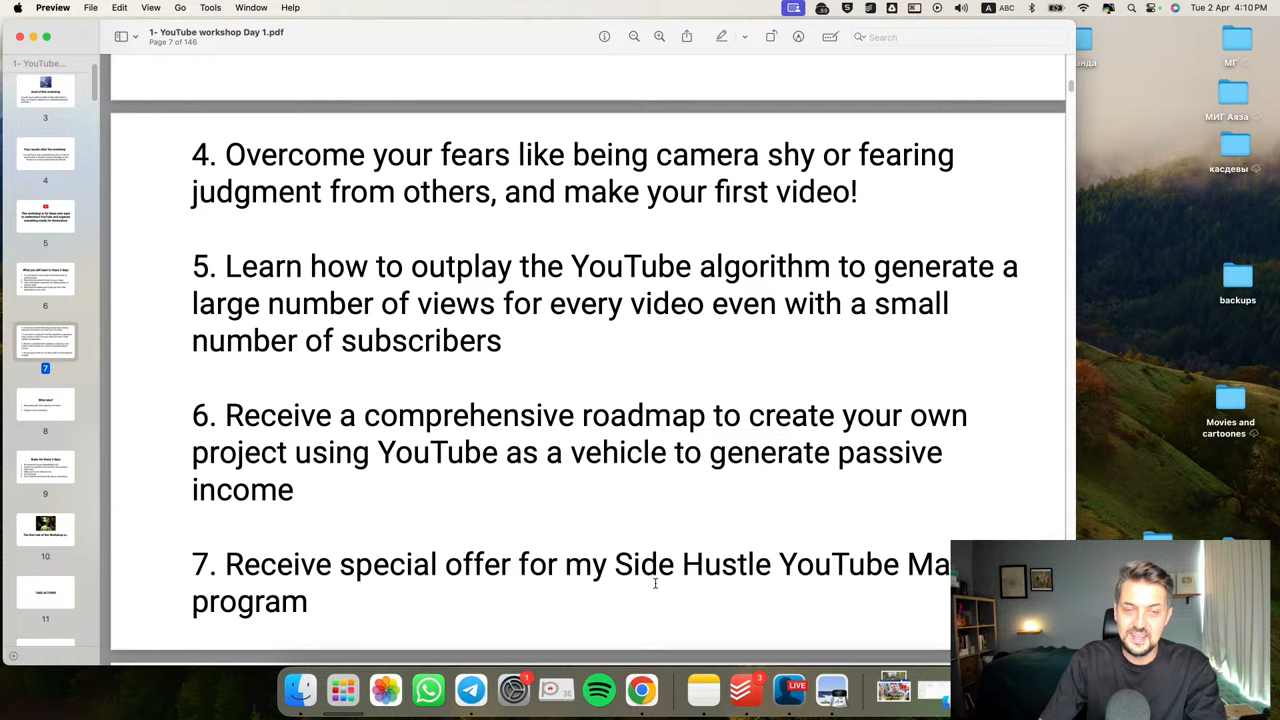 Preview File Edit View Go Tools Window Help
ABC
Tue 2 Apr 4:10 PM
1- YouTube workshop Day 1.pdf
Page 7 of 146
Search
1- YouTube...
3
4
5
6
7
8
9
10
11
4. Overcome your fears like being camera shy or fearing
judgment from others, and make your first video!
5. Learn how to outplay the YouTube algorithm to generate a
large number of views for every video even with a small
number of subscribers
6. Receive a comprehensive roadmap to create your own
project using YouTube as a vehicle to generate passive
income
7. Receive special offer for my Side Hustle YouTube Ma
program
анда
МГ
МИГ Аяза
касдевы
backups
Movies and
cartoones
1
3
LIVE